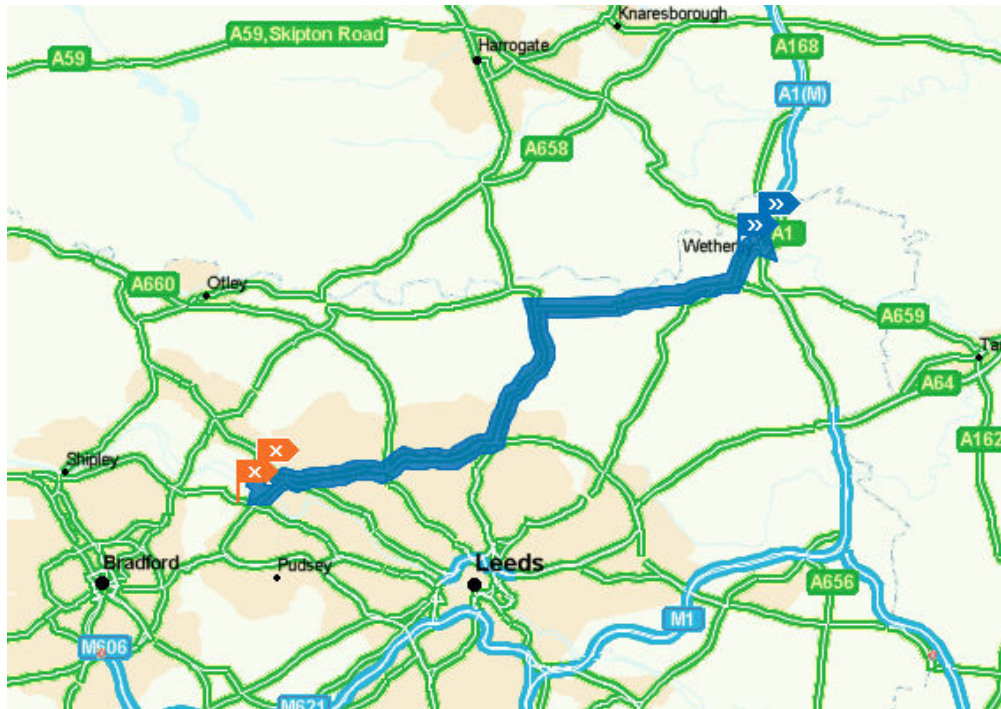 Knaresborough
A59,Skipton Road
Harrogate
A168
A59
A1(M)
A658
A1
A660
Otley
A659
A64
A162
Shipley
Bradford
Pudsey
Leeds
A656
M1
M606
M621